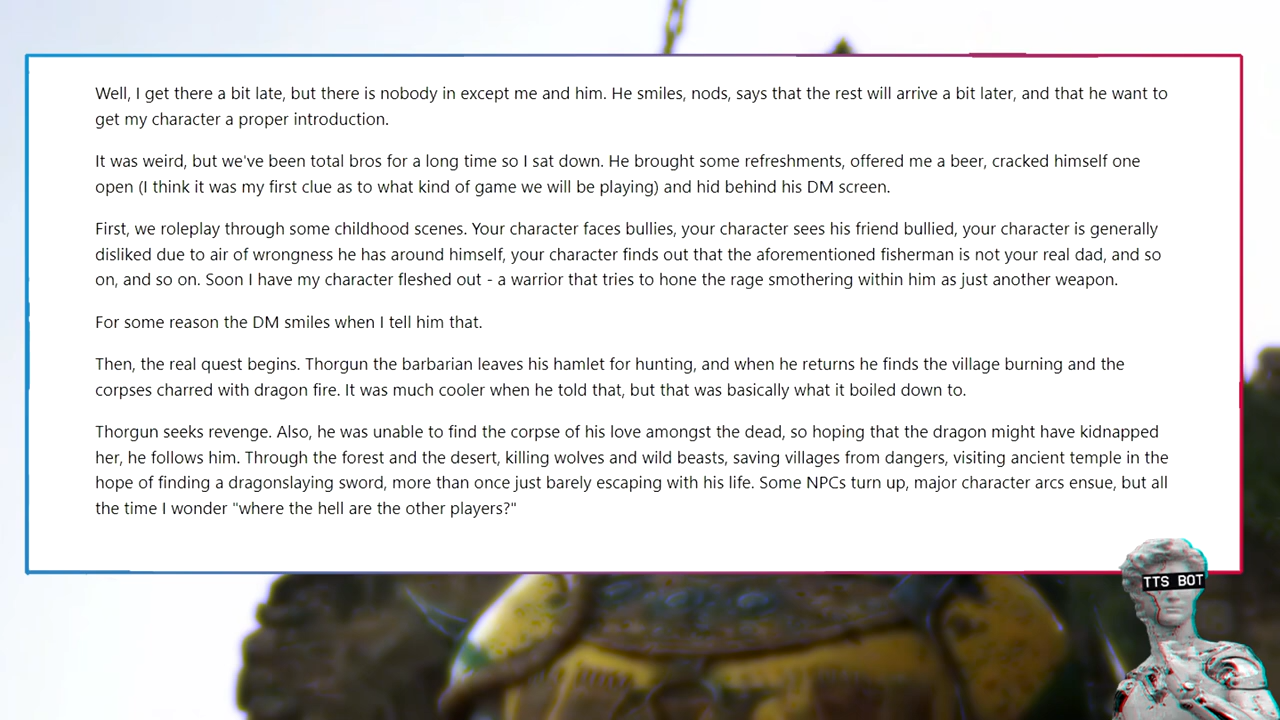 Well, I get there a bit late, but there is nobody in except me and him. He smiles, nods, says that the rest will arrive a bit later, and that he want to
get my character a proper introduction.
It was weird, but we've been total bros for a long time so I sat down. He brought some refreshments, offered me a beer, cracked himself one
open (I think it was my first clue as to what kind of game we will be playing) and hid behind his DM screen.
First, we roleplay through some childhood scenes. Your character faces bullies, your character sees his friend bullied, your character is generally
disliked due to air of wrongness he has around himself, your character finds out that the aforementioned fisherman is not your real dad, and so
on, and so on. Soon I have my character fleshed out - a warrior that tries to hone the rage smothering within him as just another weapon.
For some reason the DM smiles when I tell him that.
Then, the real quest begins. Thorgun the barbarian leaves his hamlet for hunting, and when he returns he finds the village burning and the
corpses charred with dragon fire. It was much cooler when he told that, but that was basically what it boiled down to.
Thorgun seeks revenge. Also, he was unable to find the corpse of his love amongst the dead, so hoping that the dragon might have kidnapped
her, he follows him. Through the forest and the desert, killing wolves and wild beasts, saving villages from dangers, visiting ancient temple in the
hope of finding a dragonslaying sword, more than once just barely escaping with his life. Some NPCs turn up, major character arcs ensue, but all
the time I wonder "where the hell are the other players?"
TTS BOT